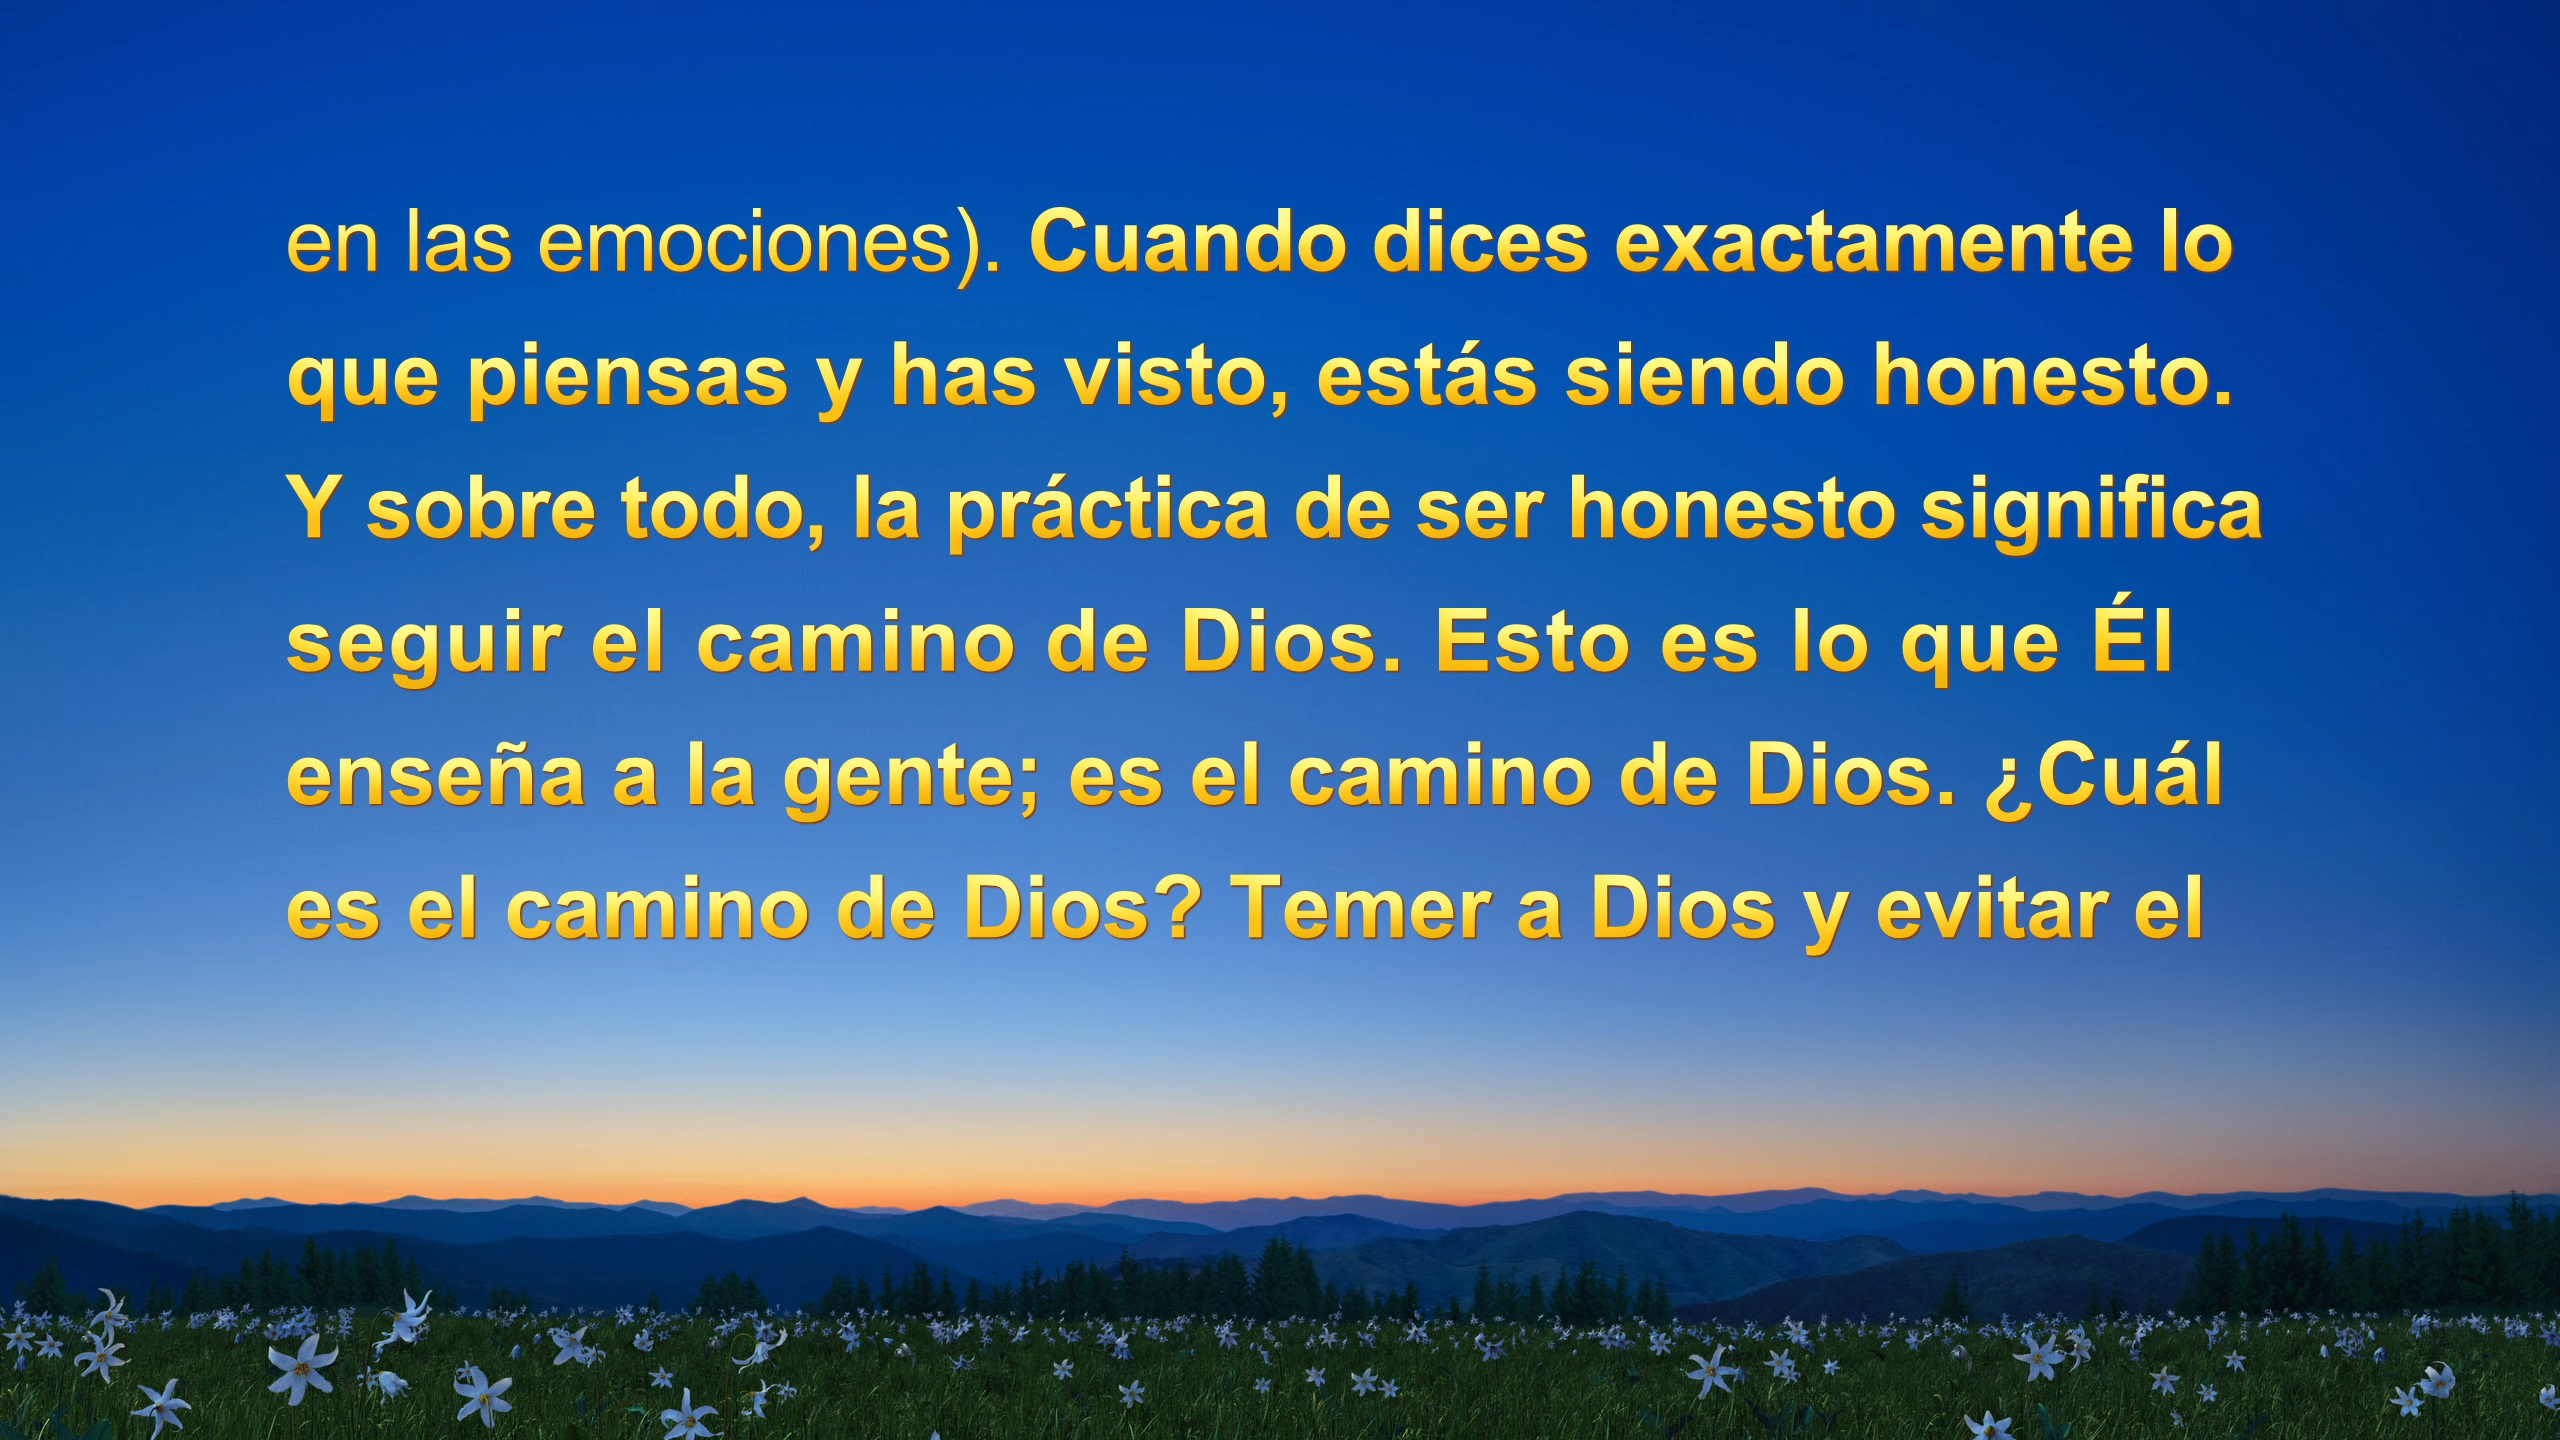 en las emociones). Cuando dices exactamente lo
que piensas y has visto, estás siendo honesto.
Y sobre todo, la práctica de ser honesto significa
seguir el camino de Dios. Esto es lo que Él
enseña a la gente; es el camino de Dios. ¿Cuál
es el camino de Dios? Temer a Dios y evitar el